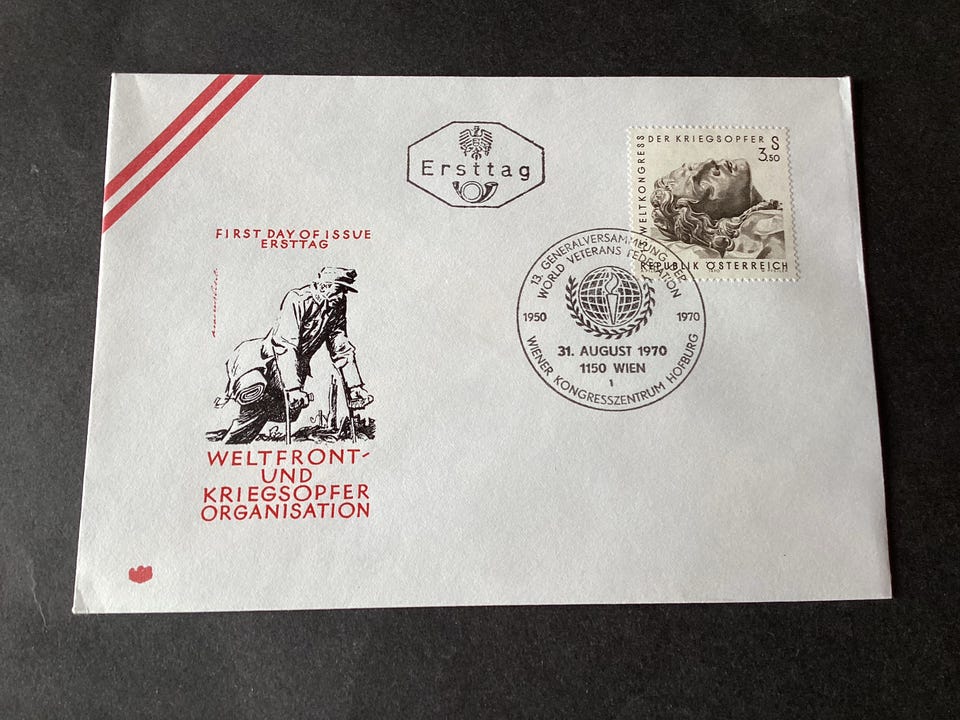 Ersttag
FIRST DAY OF ISSUE
ERSTTAG
WELTFRONT-
UND
KRIEGSOPFER
ORGANISATION
WELTKONGRESS DER KRIEGSOPFER S
3.50
REPUBLIK ÖSTERREICH
13. GENERALVERSAMMLUNG DER
WORLD VETERANS FEDERATION
1950 1970
31. AUGUST 1970
1150 WIEN
1
WIENER KONGRESSZENTRUM HOFBURG